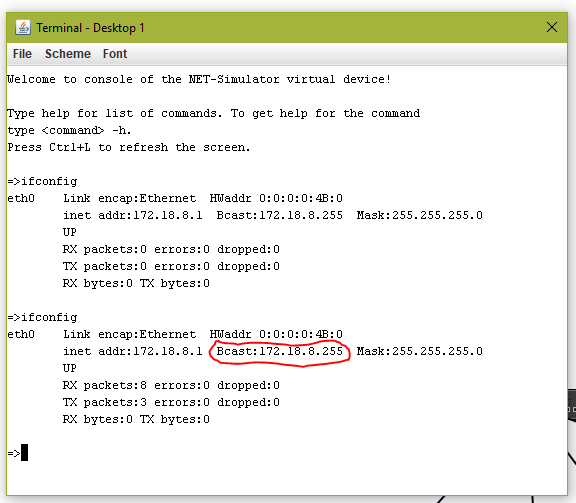 Terminal - Desktop 1
File Scheme Font
Welcome to console of the NET-Simulator virtual device!
Type help for list of commands. To get help for the command
type <command> -h.
Press Ctrl+L to refresh the screen.
=>ifconfig
eth0 Link encap:Ethernet HWaddr 0:0:0:0:4B:0
inet addr:172.18.8.1 Bcast:172.18.8.255 Mask:255.255.255.0
UP
RX packets:0 errors:0 dropped:0
TX packets:0 errors:0 dropped:0
RX bytes:0 TX bytes:0
=>ifconfig
eth0 Link encap:Ethernet HWaddr 0:0:0:0:4B:0
inet addr:172.18.8.1 Bcast:172.18.8.255 Mask:255.255.255.0
UP
RX packets:8 errors:0 dropped:0
TX packets:3 errors:0 dropped:0
RX bytes:0 TX bytes:0
=>